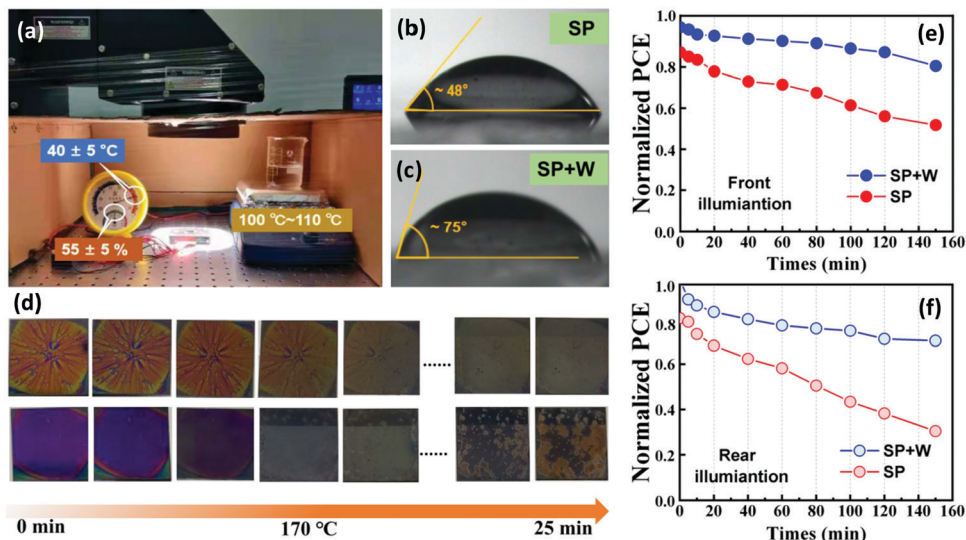 (a)
40 ± 5 °C
55 ± 5 %
100 ℃~110 ℃
(b)
SP
~ 48°
(c)
SP+W
~ 75°
(d)
0 min
170 ℃
25 min
(e)
Normalized PCE
1.0
0.8
0.6
0.4
0.2
0.0
SP+W
SP
Front
illumiantion
0 20 40 60 80 100 120 140 160
Times (min)
(f)
Normalized PCE
1.0
0.8
0.6
0.4
0.2
0.0
Rear
illumiantion
SP+W
SP
0 20 40 60 80 100 120 140 160
Times (min)